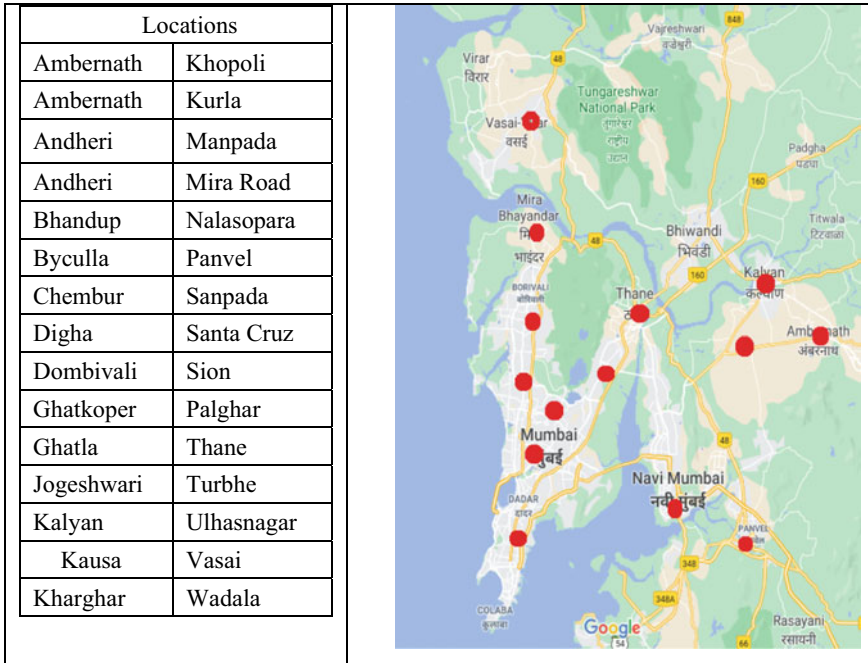 Locations
Ambernath Khopoli
Ambernath Kurla
Andheri Manpada
Andheri Mira Road
Bhandup Nalasopara
Byculla Panvel
Chembur Sanpada
Digha Santa Cruz
Dombivali Sion
Ghatkoper Palghar
Ghatla Thane
Jogeshwari Turbhe
Kalyan Ulhasnagar
Kausa Vasai
Kharghar Wadala
848
Vajreshwari
वज्रेश्वरी
Virar
विरार
48
Tungareshwar
National Park
तुंगारेश्वर
राष्ट्रीय
उद्यान
वसई
Padgha
पडघा
160
Mira
Bhayandar
भाईंदर
48
Bhiwandi
भिवंडी
Titwala
टिटवाळा
160
Kalyan
कल्याण
Thane
BORIVALI
बोरिवली
अंबरनाथ
Mumbai
48
Navi Mumbai
नवी मुंबई
DADAR
दादर
PANVEL
348
348A
COLABA
कुलाबा
Google
54
66
Rasayani
रसायनी